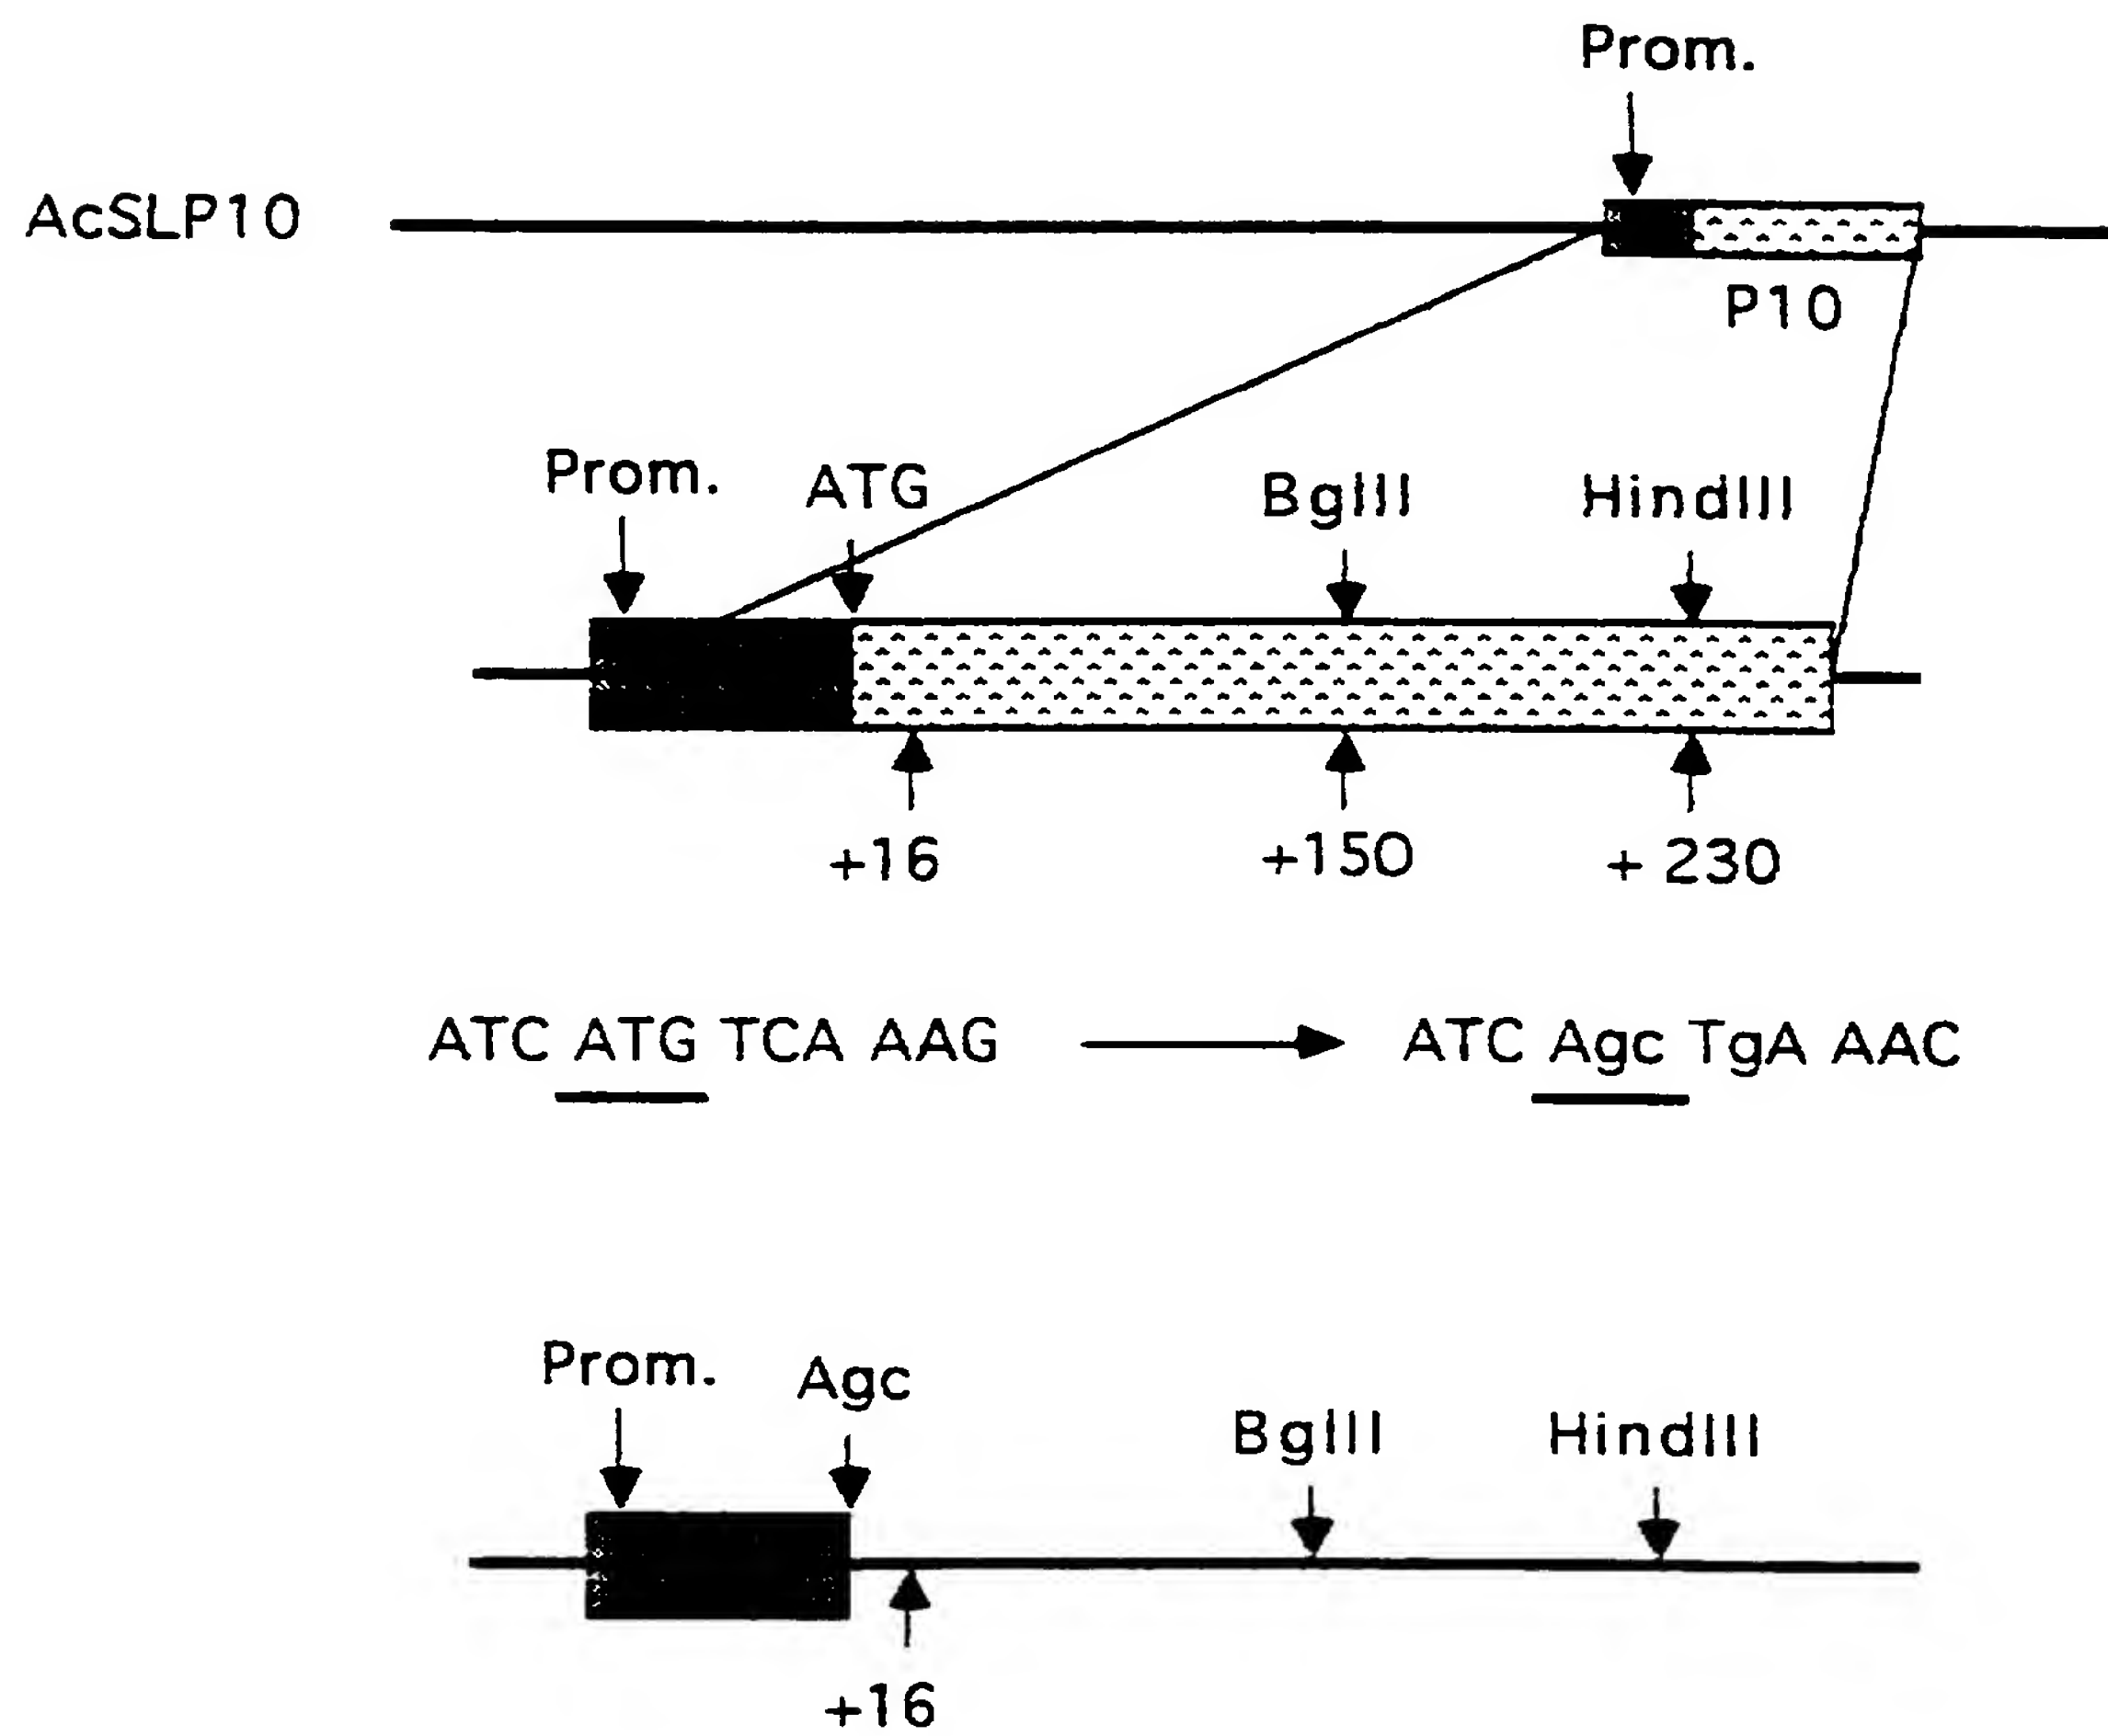 Prom.
AcSLP10
P10
Prom.
ATG
BglII
HindIII
+16
+150
+ 230
ATC ATG TCA AAG
ATC Agc TgA AAC
Prom.
Agc
BglII
HindIII
+16